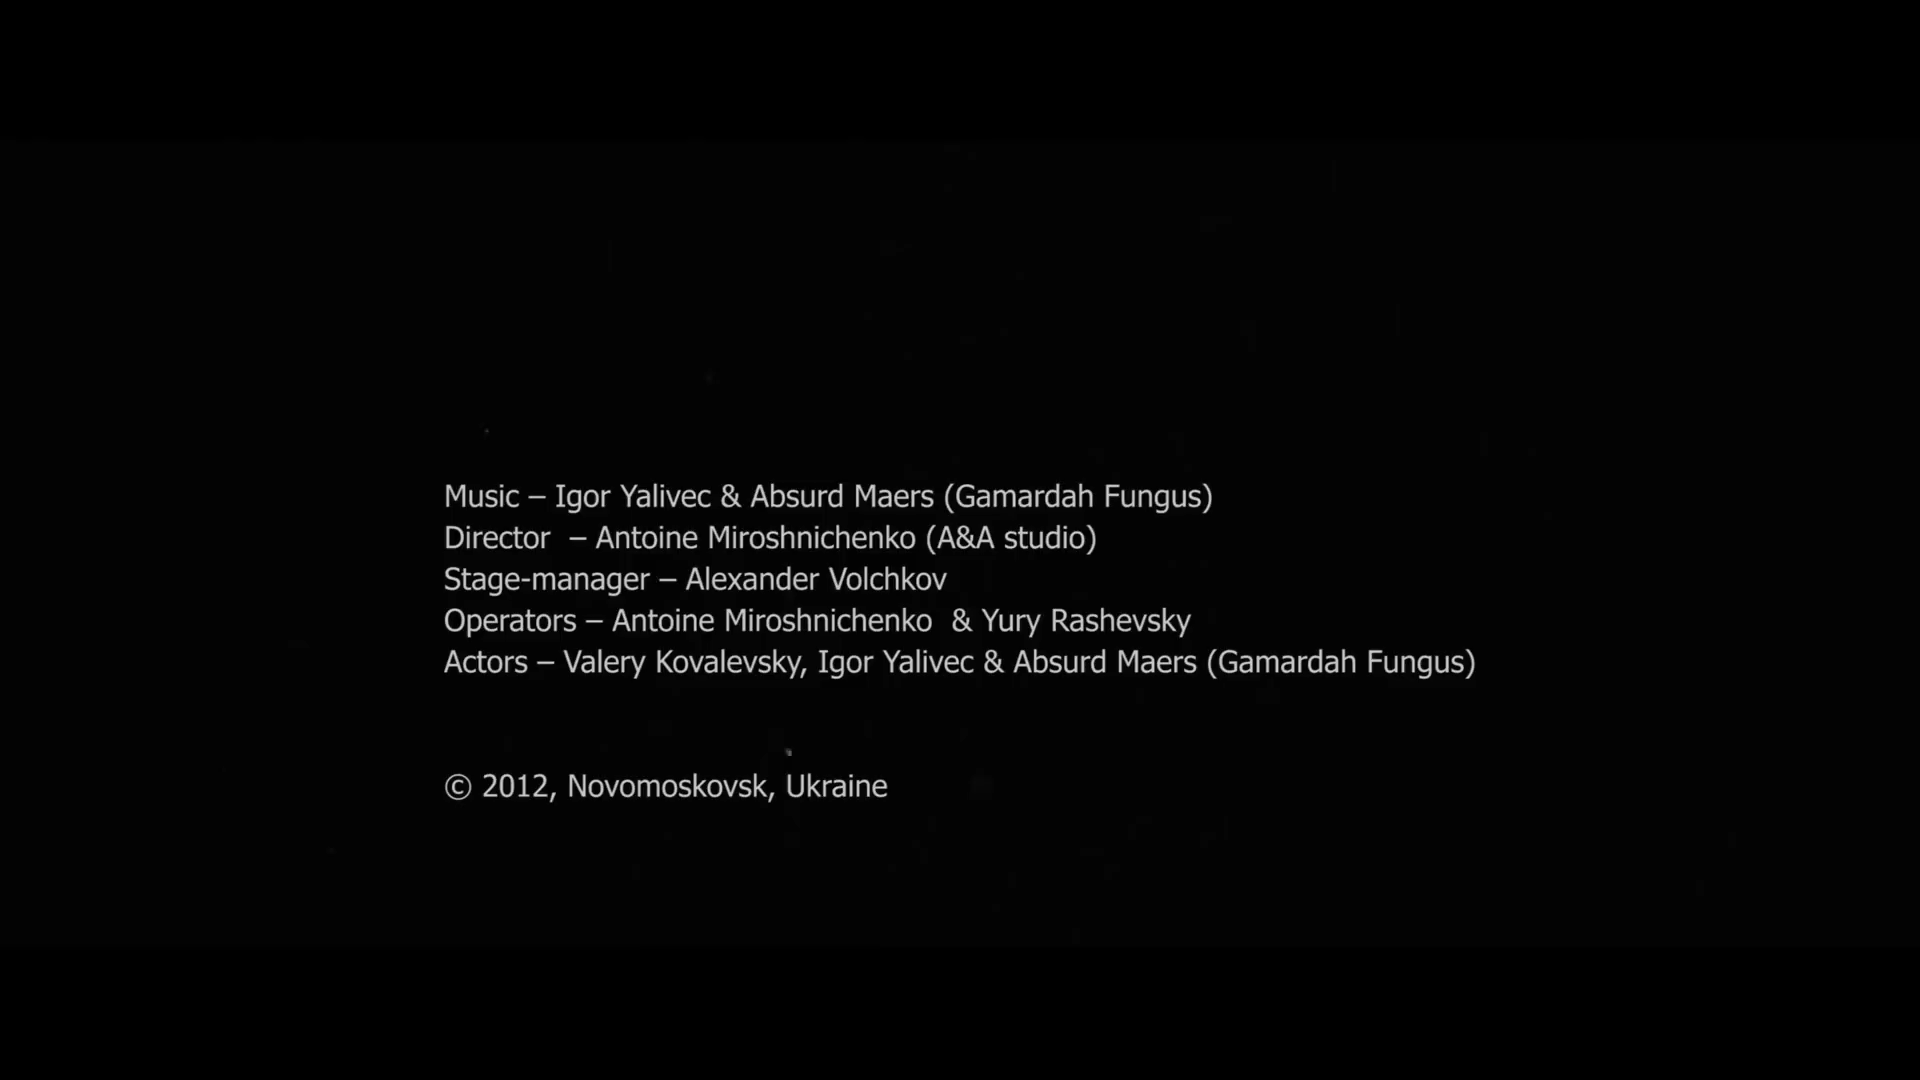 Music – Igor Yalivec & Absurd Maers (Gamardah Fungus)
Director  – Antoine Miroshnichenko (A&A studio)
Stage-manager – Alexander Volchkov
Operators – Antoine Miroshnichenko  & Yury Rashevsky
Actors – Valery Kovalevsky, Igor Yalivec & Absurd Maers (Gamardah Fungus)
© 2012, Novomoskovsk, Ukraine